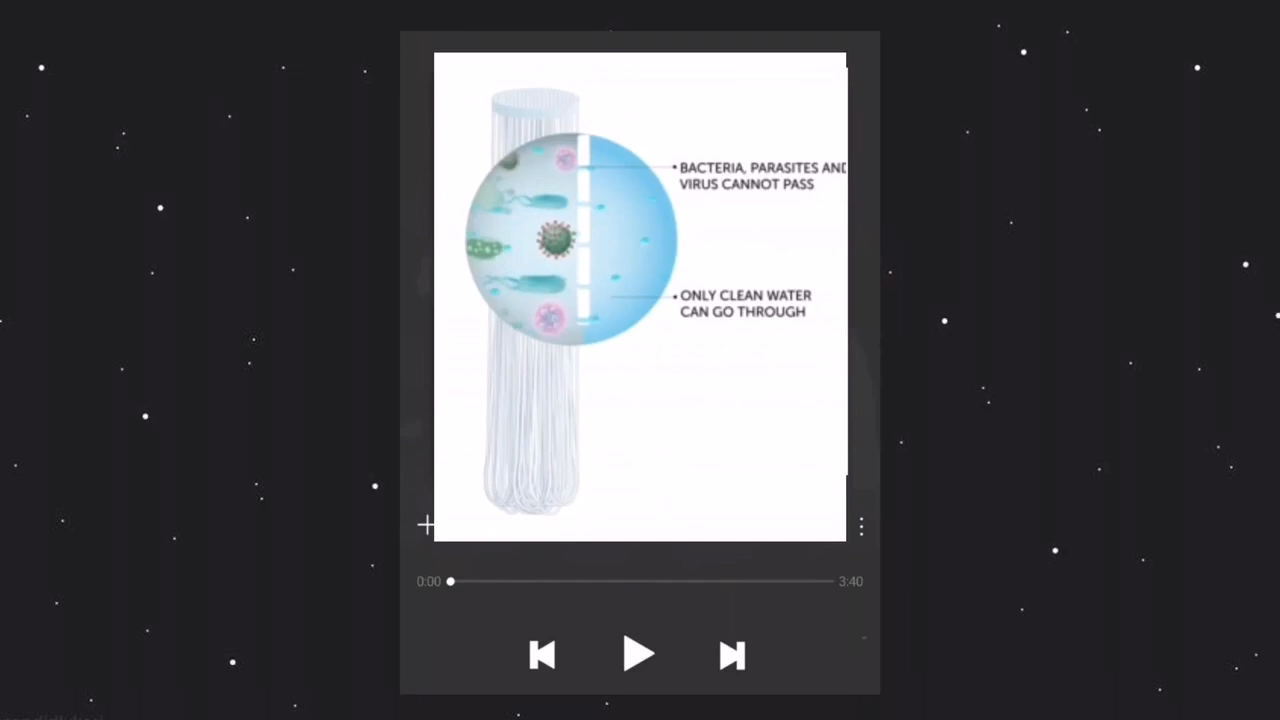 BACTERIA, PARASITES AND
VIRUS CANNOT PASS
ONLY CLEAN WATER
CAN GO THROUGH
0:00
3:40